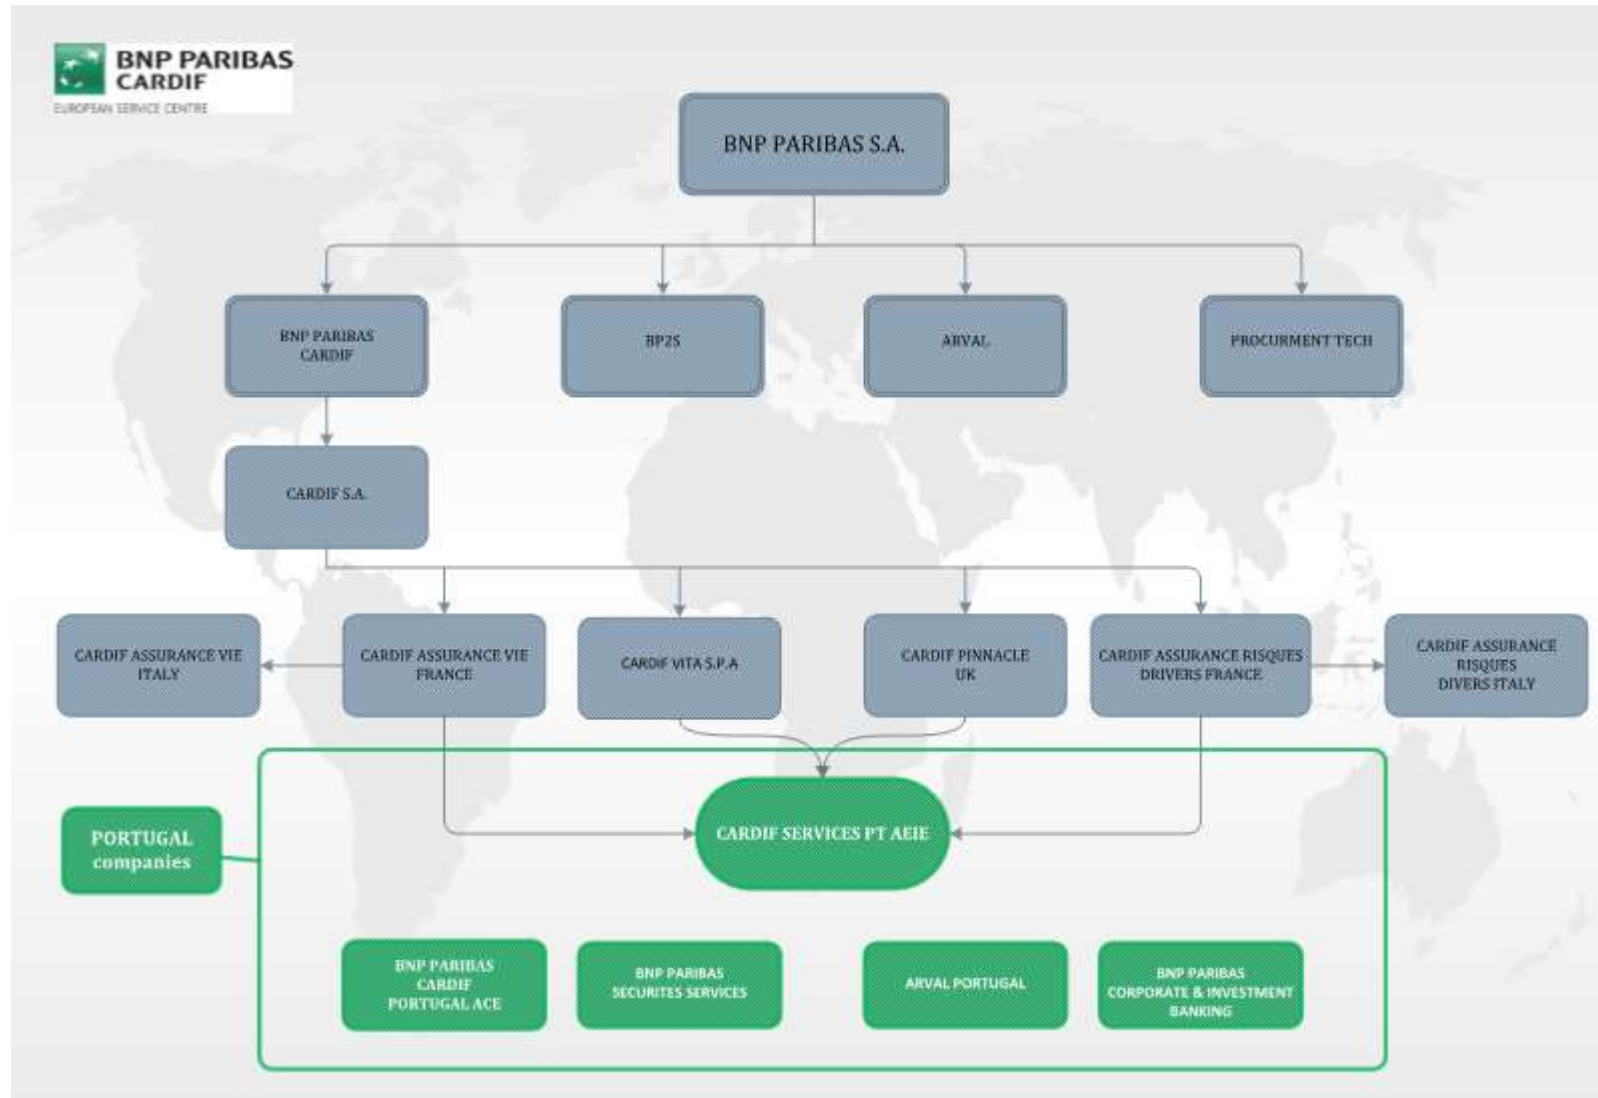 BNP PARIBAS
CARDIF
EUROPEAN SERVICE CENTRE
BNP PARIBAS S.A.
BNP PARIBAS
CARDIF
BP2S
ARVAL
PROCURMENT TECH
CARDIF S.A.
CARDIF ASSURANCE VIE
ITALY
CARDIF ASSURANCE VIE
FRANCE
CARDIF VITA S.P.A
CARDIF PINNACLE
UK
CARDIF ASSURANCE RISQUES
DRIVERS FRANCE
CARDIF ASSURANCE
RISQUES
DIVERS ITALY
PORTUGAL
companies
CARDIF SERVICES PT AEIE
BNP PARIBAS
CARDIF
PORTUGAL ACE
BNP PARIBAS
SECURITES SERVICES
ARVAL PORTUGAL
BNP PARIBAS
CORPORATE & INVESTMENT
BANKING